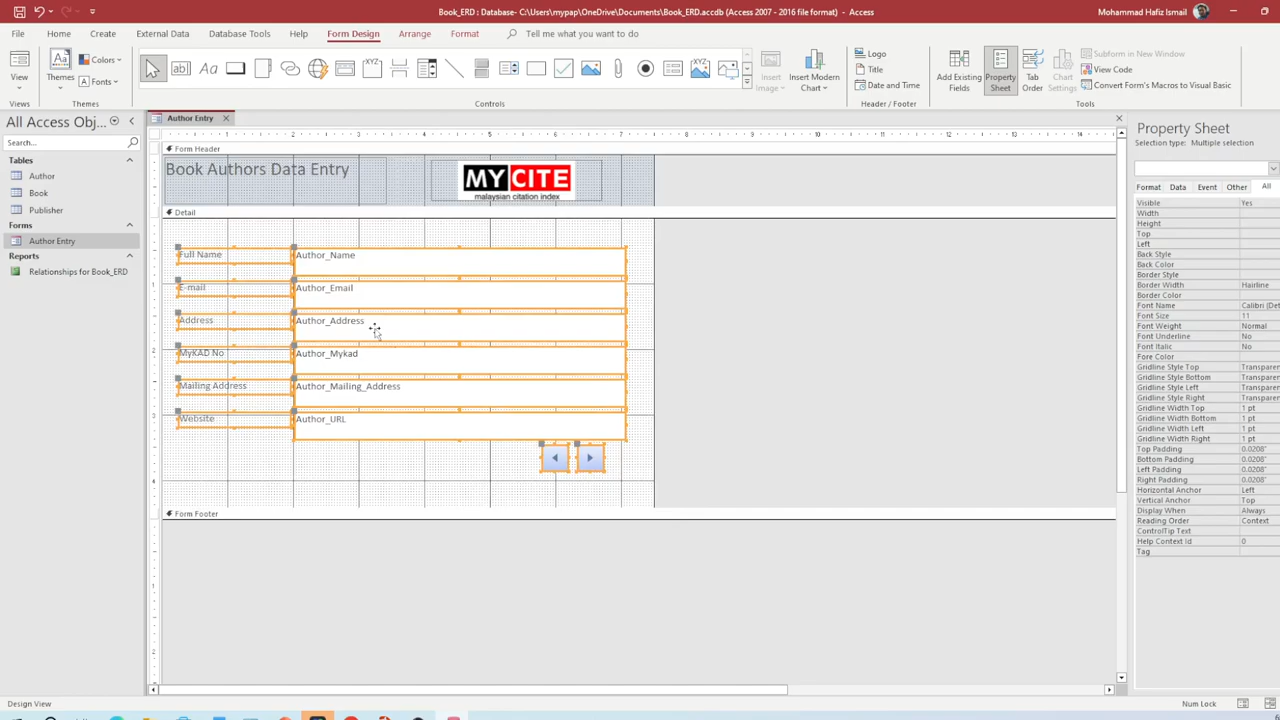 Book_ERD : Database- C:\Users\mypap\OneDrive\Documents\Book_ERD.accdb (Access 2007 - 2016 file format) - Access
Mohammad Hafiz Ismail
File Home Create External Data Database Tools Help Form Design Arrange Format Tell me what you want to do
View
Views
Themes
Colors
Fonts
Themes
Controls
Insert Image
Insert Modern Chart
Logo
Title
Date and Time
Header / Footer
Add Existing Fields
Property Sheet
Tab Order
Chart Settings
Subform in New Window
View Code
Convert Form's Macros to Visual Basic
Tools
All Access Obj...
Search...
Tables
Author
Book
Publisher
Forms
Author Entry
Reports
Relationships for Book_ERD
Author Entry
Form Header
Book Authors Data Entry
MYCITE
malaysian citation index
Detail
Full Name Author_Name
E-mail Author_Email
Address Author_Address
MyKAD No Author_Mykad
Mailing Address Author_Mailing_Address
Website Author_URL
Form Footer
Property Sheet
Selection type: Multiple selection
Format Data Event Other All
Visible Yes
Width
Height
Top
Left
Back Style
Back Color
Border Style
Border Width Hairline
Border Color
Font Name Calibri (De
Font Size 11
Font Weight Normal
Font Underline No
Font Italic No
Fore Color
Gridline Style Top Transparen
Gridline Style Bottom Transparen
Gridline Style Left Transparen
Gridline Style Right Transparen
Gridline Width Top 1 pt
Gridline Width Bottom 1 pt
Gridline Width Left 1 pt
Gridline Width Right 1 pt
Top Padding 0.0208"
Bottom Padding 0.0208"
Left Padding 0.0208"
Right Padding 0.0208"
Horizontal Anchor Left
Vertical Anchor Top
Display When Always
Reading Order Context
ControlTip Text
Help Context Id 0
Tag
Design View
Num Lock